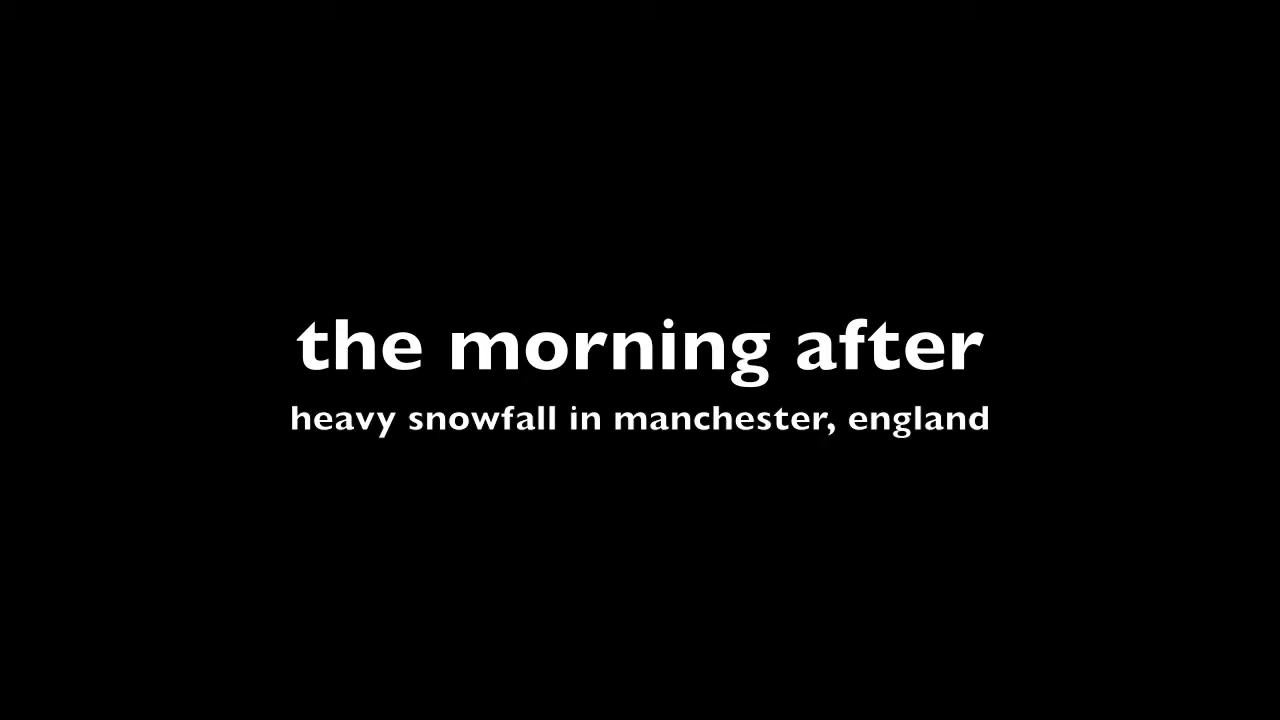 the morning after
heavy snowfall in manchester, england